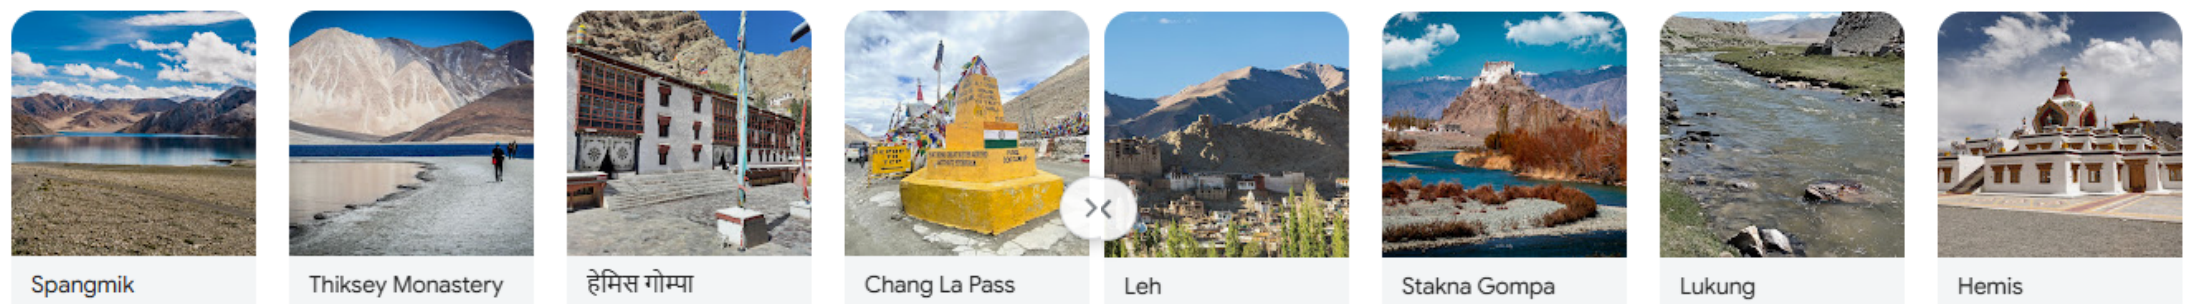 Spangmik
Thiksey Monastery
हेमिस गोम्पा
Chang La Pass
Leh
Stakna Gompa
Lukung
Hemis